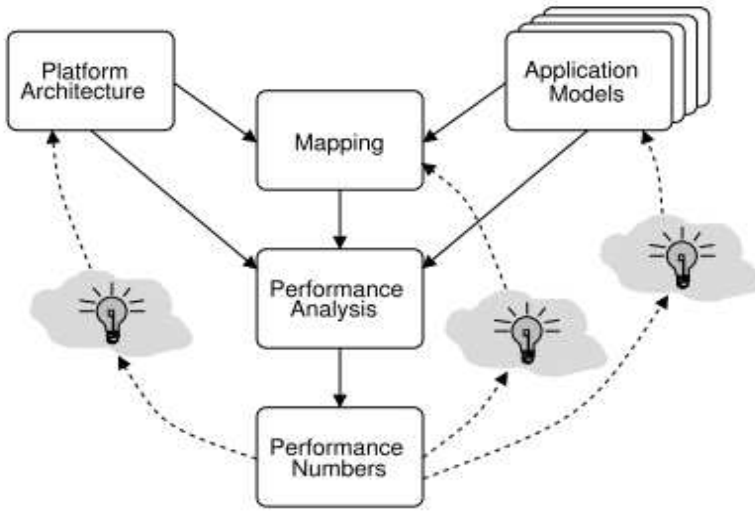 Platform
Architecture
Application
Models
Mapping
Performance
Analysis
Performance
Numbers